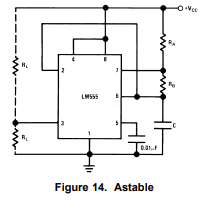 +VCC
4
8
RA
RL
2
7
LM555
RB
6
RL
3
5
C
1
0.01μF
Figure 14. Astable